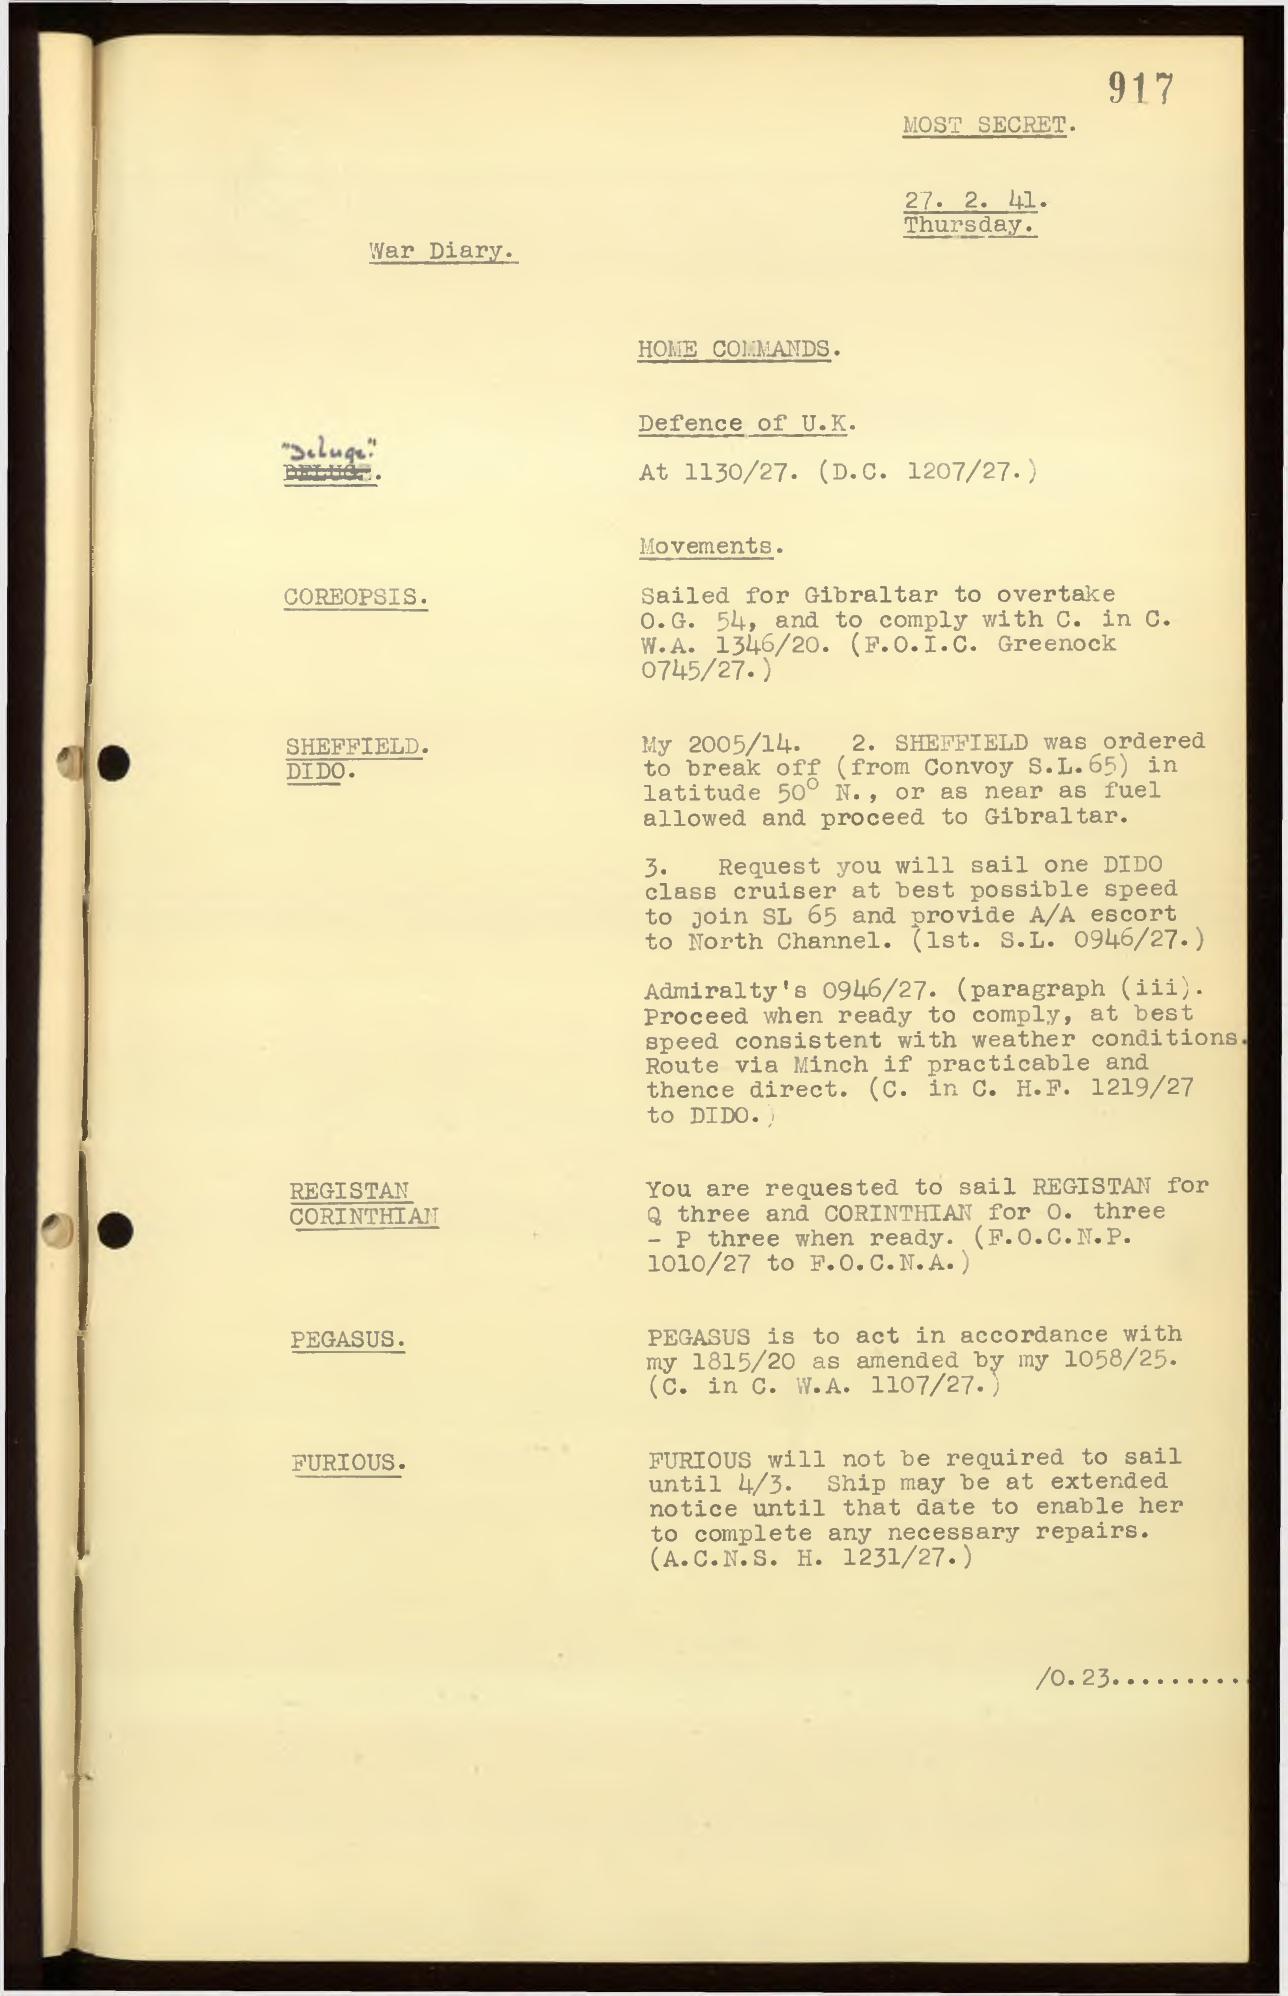 917
MOST SECRET.
27. 2. 41.
Thursday.
War Diary.
HOME COMMANDS.
Defence of U.K.
"Deluge."
DELUGE.
At 1130/27. (D.C. 1207/27.)
Movements.
COREOPSIS.
Sailed for Gibraltar to overtake
O.G. 54, and to comply with C. in C.
W.A. 1346/20. (F.O.I.C. Greenock
0745/27.)
SHEFFIELD.
DIDO.
My 2005/14. 2. SHEFFIELD was ordered
to break off (from Convoy S.L.65) in
latitude 50° N., or as near as fuel
allowed and proceed to Gibraltar.
3. Request you will sail one DIDO
class cruiser at best possible speed
to join SL 65 and provide A/A escort
to North Channel. (1st. S.L. 0946/27.)
Admiralty's 0946/27. (paragraph (iii).
Proceed when ready to comply, at best
speed consistent with weather conditions.
Route via Minch if practicable and
thence direct. (C. in C. H.F. 1219/27
to DIDO.)
REGISTAN
CORINTHIAN
You are requested to sail REGISTAN for
Q three and CORINTHIAN for O. three
- P three when ready. (F.O.C.N.P.
1010/27 to F.O.C.N.A.)
PEGASUS.
PEGASUS is to act in accordance with
my 1815/20 as amended by my 1058/25.
(C. in C. W.A. 1107/27.)
FURIOUS.
FURIOUS will not be required to sail
until 4/3. Ship may be at extended
notice until that date to enable her
to complete any necessary repairs.
(A.C.N.S. H. 1231/27.)
/O.23..........